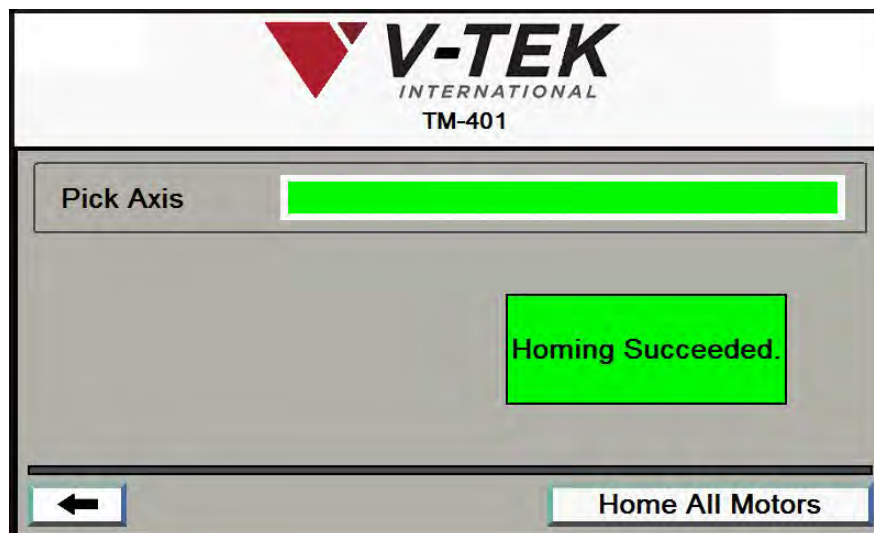 V-TEK
INTERNATIONAL
TM-401
Pick Axis
Homing Succeeded.
Home All Motors